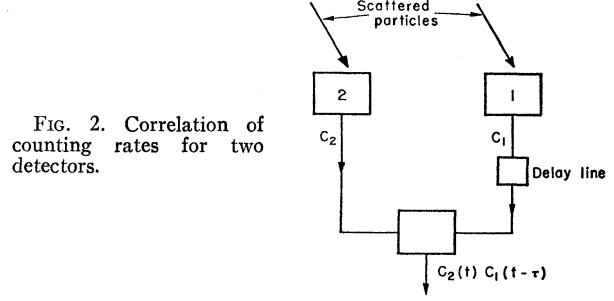 Scattered
particles
2
1
C₂
C₁
Delay line
C₂(t) C₁(t-τ)
FIG. 2. Correlation of
counting rates for two
detectors.